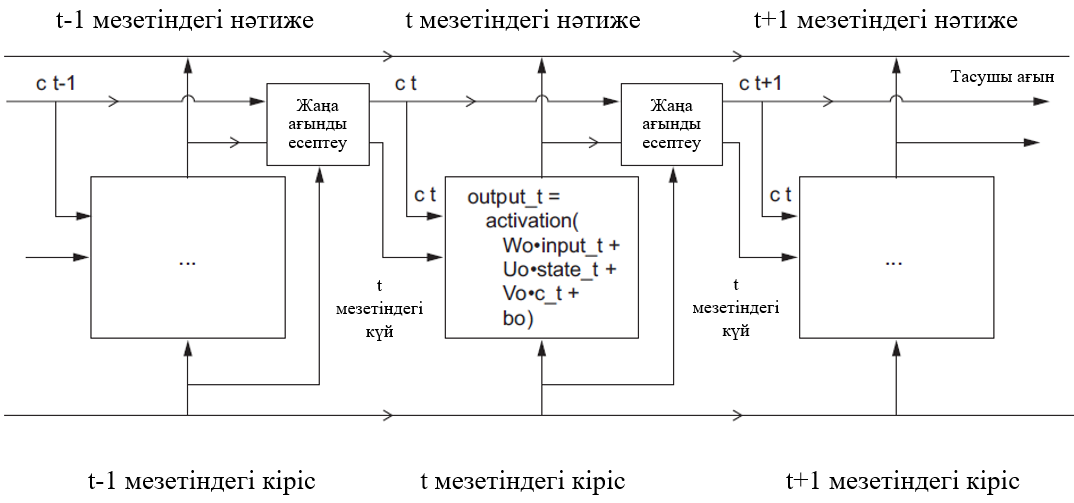 t-1 мезетіндегі нәтиже
t мезетіндегі нәтиже
t+1 мезетіндегі нәтиже
c t-1
Жаңа
ағынды
есептеу
c t
Жаңа
ағынды
есептеу
c t+1
Тасушы ағын
...
c t
output_t =
activation(
Wo•input_t +
Uo•state_t +
Vo•c_t +
bo)
c t
...
t
мезетіндегі
күй
t
мезетіндегі
күй
t-1 мезетіндегі кіріс
t мезетіндегі кіріс
t+1 мезетіндегі кіріс